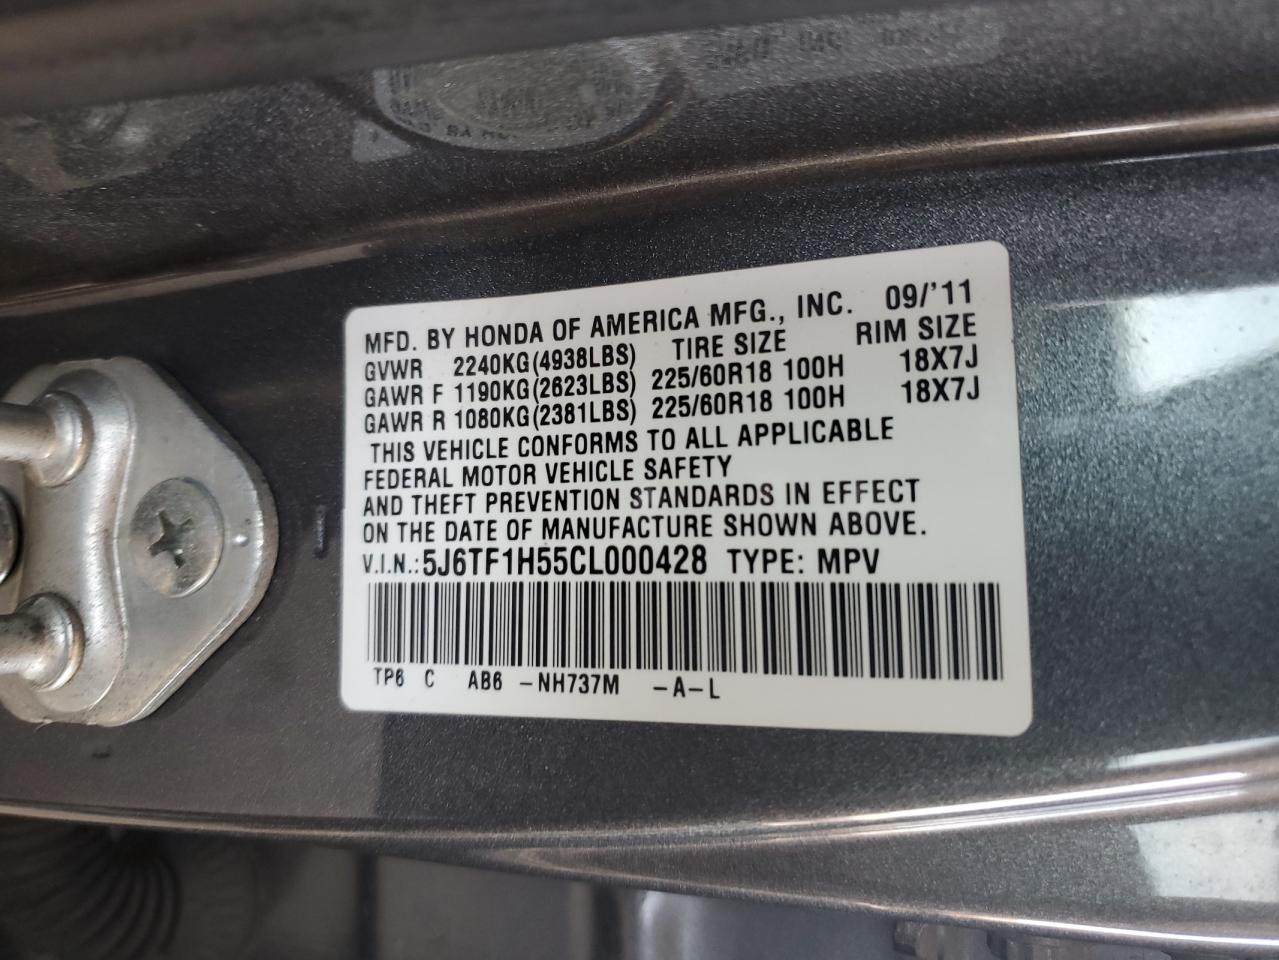 MFD. BY HONDA OF AMERICA MFG., INC. 09/'11
GVWR 2240KG(4938LBS) TIRE SIZE RIM SIZE
GAWR F 1190KG(2623LBS) 225/60R18 100H 18X7J
GAWR R 1080KG(2381LBS) 225/60R18 100H 18X7J
THIS VEHICLE CONFORMS TO ALL APPLICABLE
FEDERAL MOTOR VEHICLE SAFETY
AND THEFT PREVENTION STANDARDS IN EFFECT
ON THE DATE OF MANUFACTURE SHOWN ABOVE.
V.I.N.:5J6TF1H55CL000428 TYPE: MPV
TP6 C AB6 -NH737M -A-L